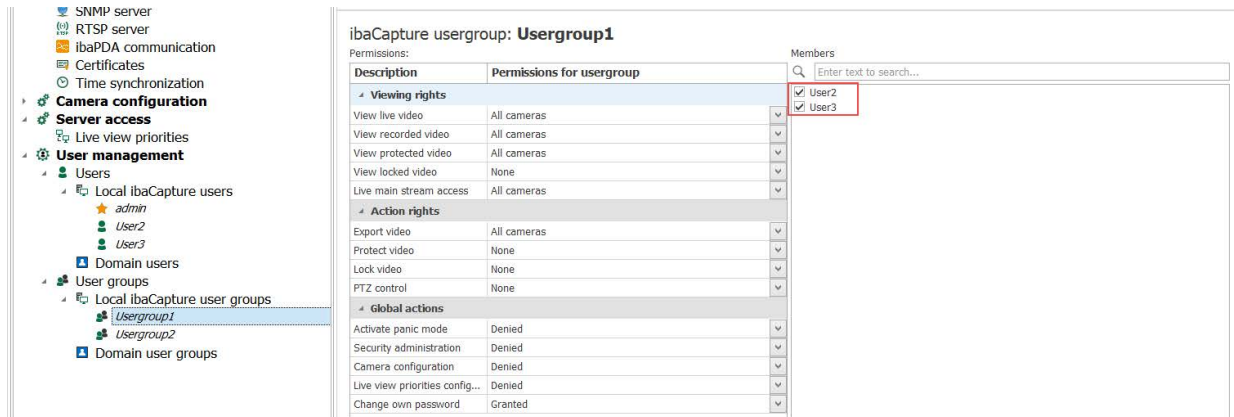 SNMP server
RTSP server
ibaPDA communication
Certificates
Time synchronization
Camera configuration
Server access
Live view priorities
User management
Users
Local ibaCapture users
admin
User2
User3
Domain users
User groups
Local ibaCapture user groups
Usergroup1
Usergroup2
Domain user groups
ibaCapture usergroup: Usergroup1
Permissions:
Description Permissions for usergroup
Viewing rights
View live video All cameras
View recorded video All cameras
View protected video All cameras
View locked video None
Live main stream access All cameras
Action rights
Export video All cameras
Protect video None
Lock video None
PTZ control None
Global actions
Activate panic mode Denied
Security administration Denied
Camera configuration Denied
Live view priorities config... Denied
Change own password Granted
Members
Enter text to search...
User2
User3